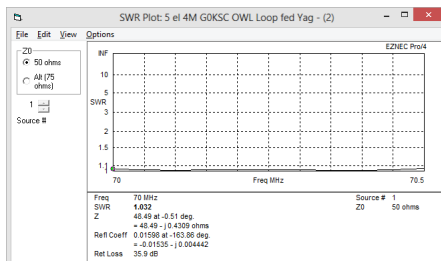 SWR Plot: 5 el 4M G0KSC OWL Loop fed Yag - (2)
File Edit View Options
Z0
50 ohms
Alt (75
ohms)
1
Source #
EZNEC Pro/4
INF
10
5
SWR
3
2
1.5
1.1
1
70
Freq MHz
70.5
Freq 70 MHz Source # 1
SWR 1.032 Z0 50 ohms
Z 48.49 at -0.51 deg.
= 48.49 - j 0.4309 ohms
Refl Coeff 0.01598 at -163.86 deg.
= -0.01535 - j 0.004442
Ret Loss 35.9 dB